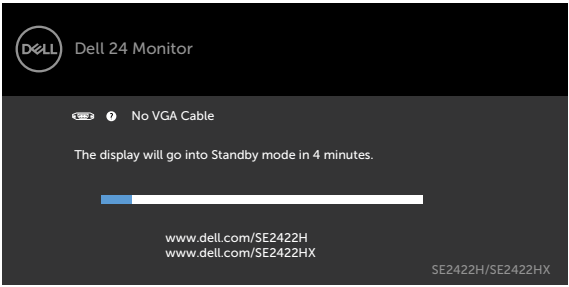 DELL
Dell 24 Monitor
? No VGA Cable
The display will go into Standby mode in 4 minutes.
www.dell.com/SE2422H
www.dell.com/SE2422HX
SE2422H/SE2422HX